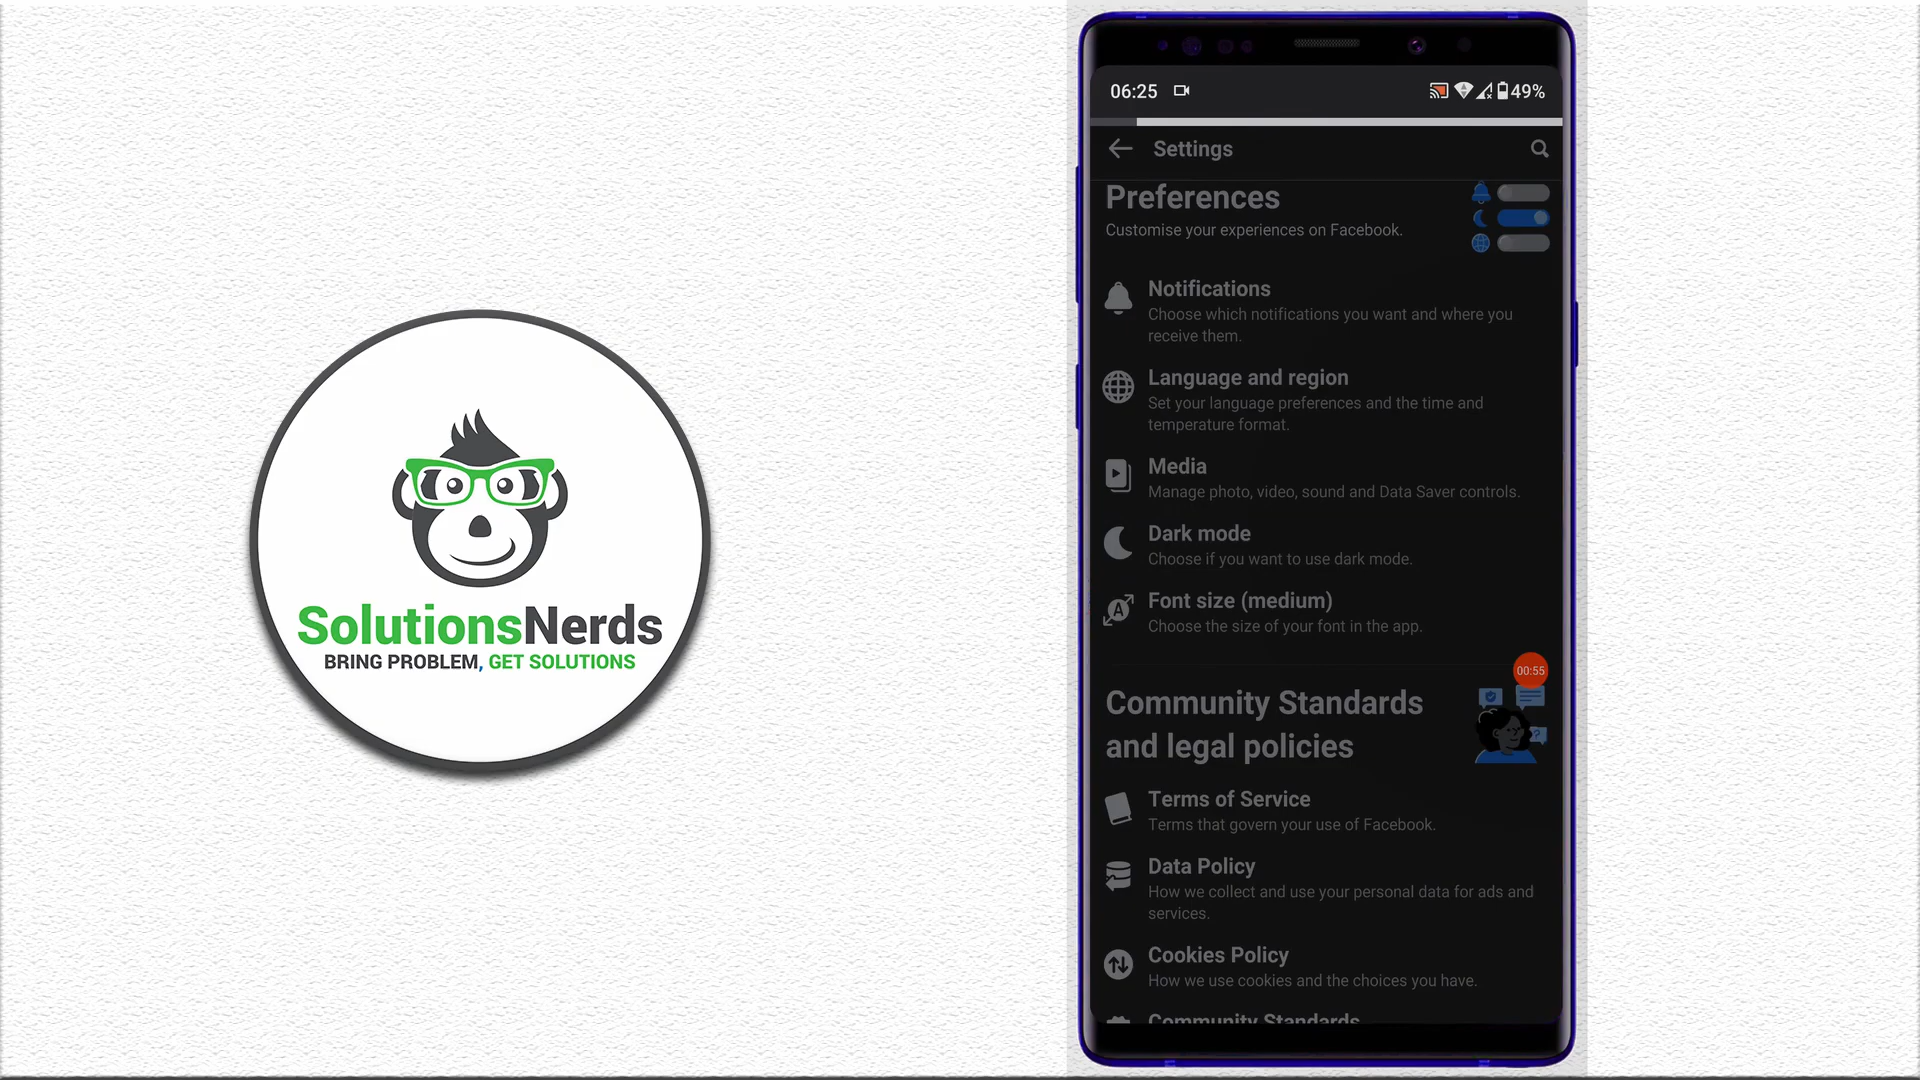 SolutionsNerds
BRING PROBLEM, GET SOLUTIONS
06:25
49%
Settings
Preferences
Customise your experiences on Facebook.
Notifications
Choose which notifications you want and where you
receive them.
Language and region
Set your language preferences and the time and
temperature format.
Media
Manage photo, video, sound and Data Saver controls.
Dark mode
Choose if you want to use dark mode.
Font size (medium)
Choose the size of your font in the app.
00:55
Community Standards
and legal policies
Terms of Service
Terms that govern your use of Facebook.
Data Policy
How we collect and use your personal data for ads and
services.
Cookies Policy
How we use cookies and the choices you have.
Community Standards